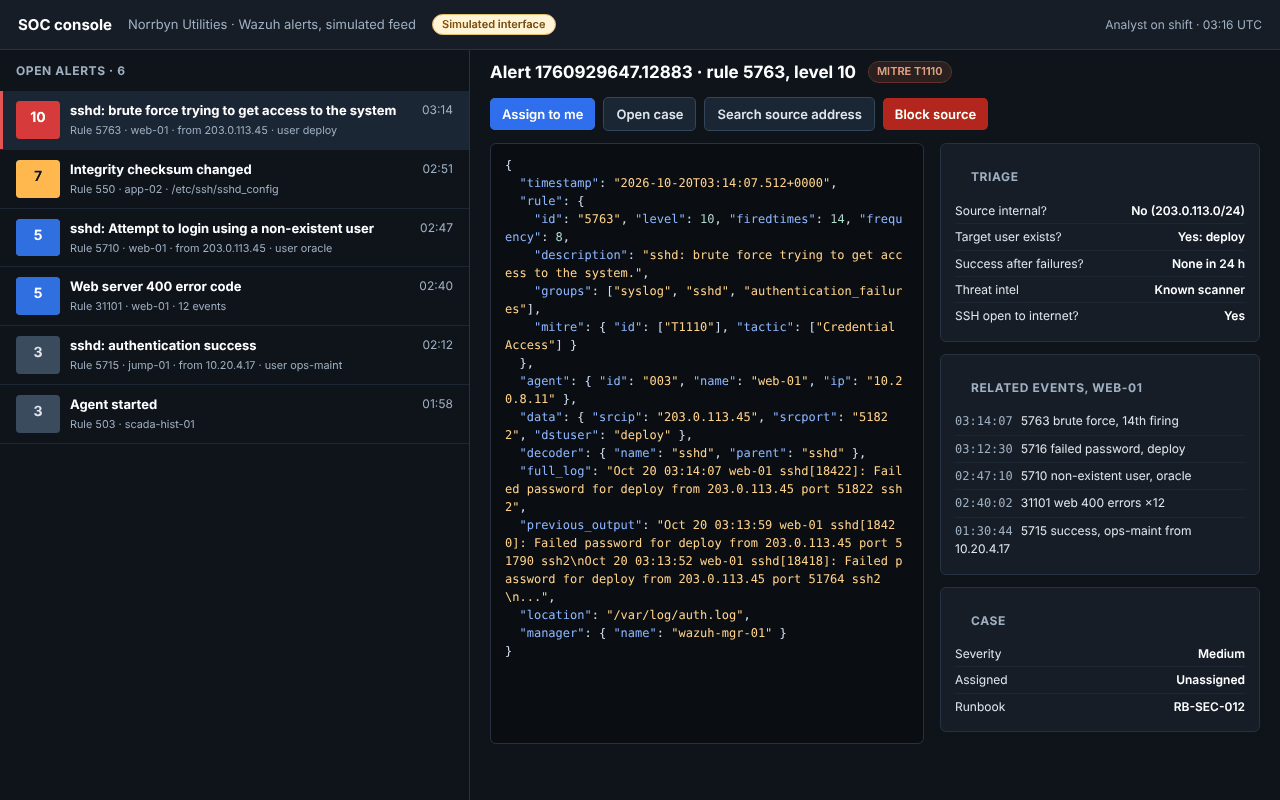 SOC console
Norrbyn Utilities · Wazuh alerts, simulated feed
Simulated interface
Analyst on shift · 03:16 UTC
OPEN ALERTS · 6
10
sshd: brute force trying to get access to the system
03:14
Rule 5763 · web-01 · from 203.0.113.45 · user deploy
7
Integrity checksum changed
02:51
Rule 550 · app-02 · /etc/ssh/sshd_config
5
sshd: Attempt to login using a non-existent user
02:47
Rule 5710 · web-01 · from 203.0.113.45 · user oracle
5
Web server 400 error code
02:40
Rule 31101 · web-01 · 12 events
3
sshd: authentication success
02:12
Rule 5715 · jump-01 · from 10.20.4.17 · user ops-maint
3
Agent started
01:58
Rule 503 · scada-hist-01
Alert 1760929647.12883 · rule 5763, level 10
MITRE T1110
Assign to me
Open case
Search source address
Block source
{
  "timestamp": "2026-10-20T03:14:07.512+0000",
  "rule": {
    "id": "5763", "level": 10, "firedtimes": 14, "frequ
ency": 8,
    "description": "sshd: brute force trying to get acc
ess to the system.",
    "groups": ["syslog", "sshd", "authentication_failur
es"],
    "mitre": { "id": ["T1110"], "tactic": ["Credential
Access"] }
  },
  "agent": { "id": "003", "name": "web-01", "ip": "10.2
0.8.11" },
  "data": { "srcip": "203.0.113.45", "srcport": "5182
2", "dstuser": "deploy" },
  "decoder": { "name": "sshd", "parent": "sshd" },
  "full_log": "Oct 20 03:14:07 web-01 sshd[18422]: Fail
ed password for deploy from 203.0.113.45 port 51822 ssh
2",
  "previous_output": "Oct 20 03:13:59 web-01 sshd[1842
0]: Failed password for deploy from 203.0.113.45 port 5
1790 ssh2\nOct 20 03:13:52 web-01 sshd[18418]: Failed p
assword for deploy from 203.0.113.45 port 51764 ssh2
\n...",
  "location": "/var/log/auth.log",
  "manager": { "name": "wazuh-mgr-01" }
}
TRIAGE
Source internal? No (203.0.113.0/24)
Target user exists? Yes: deploy
Success after failures? None in 24 h
Threat intel Known scanner
SSH open to internet? Yes
RELATED EVENTS, WEB-01
03:14:07 5763 brute force, 14th firing
03:12:30 5716 failed password, deploy
02:47:10 5710 non-existent user, oracle
02:40:02 31101 web 400 errors ×12
01:30:44 5715 success, ops-maint from
10.20.4.17
CASE
Severity Medium
Assigned Unassigned
Runbook RB-SEC-012